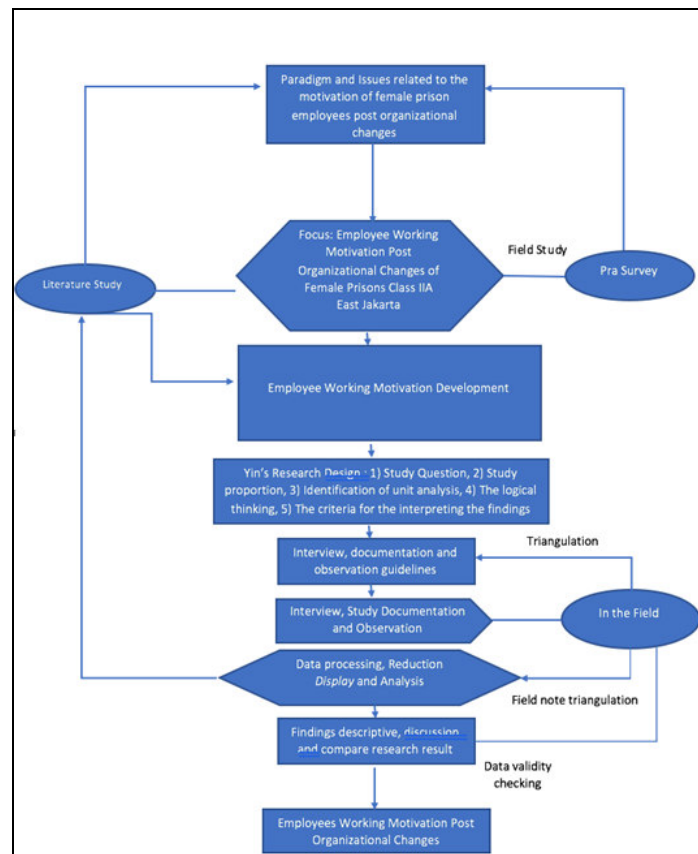 Paradigm and Issues related to the
motivation of female prison
employees post organizational
changes
Focus: Employee Working
Motivation Post
Organizational Changes of
Female Prisons Class IIA
East Jakarta
Field Study
Literature Study
Pra Survey
Employee Working Motivation Development
Yin's Research Design : 1) Study Question, 2) Study
proportion, 3) Identification of unit analysis, 4) The logical
thinking, 5) The criteria for the interpreting the findings
Triangulation
Interview, documentation and
observation guidelines
Interview, Study Documentation
and Observation
In the Field
Data processing, Reduction
Display and Analysis
Field note triangulation
Findings descriptive, discussion
and compare research result
Data validity
checking
Employees Working Motivation Post
Organizational Changes